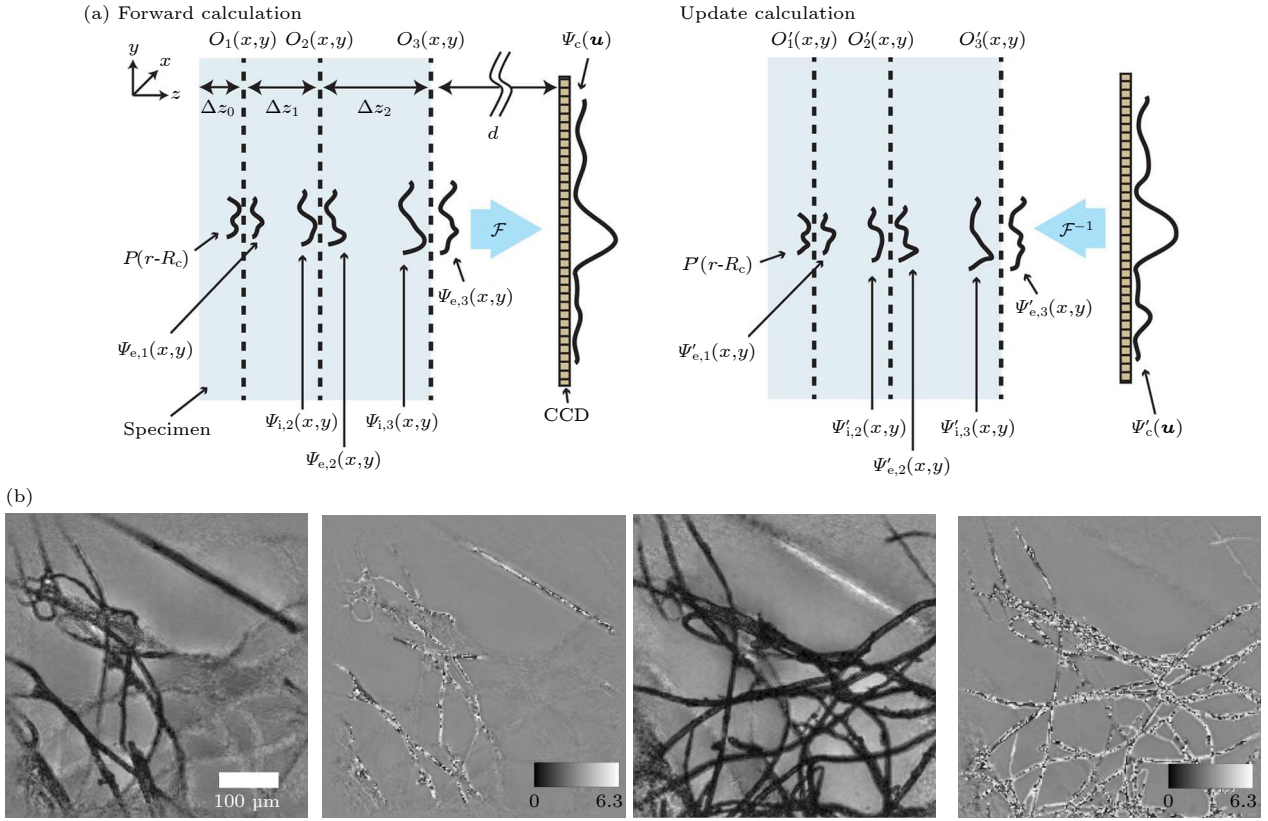 (a) Forward calculation
O₁(x,y) O₂(x,y) O₃(x,y) Ψc(u)
y
x
z
Δz₀ Δz₁ Δz₂
d
P(r-Rc)
ℱ
Ψe,3(x,y)
Ψe,1(x,y)
Specimen
Ψi,2(x,y) Ψi,3(x,y) CCD
Ψe,2(x,y)
Update calculation
O′₁(x,y) O′₂(x,y) O′₃(x,y)
P′(r-Rc)
ℱ⁻¹
Ψ′e,3(x,y)
Ψ′e,1(x,y)
Ψ′i,2(x,y) Ψ′i,3(x,y) Ψ′c(u)
Ψ′e,2(x,y)
(b)
100 μm
0 6.3
0 6.3